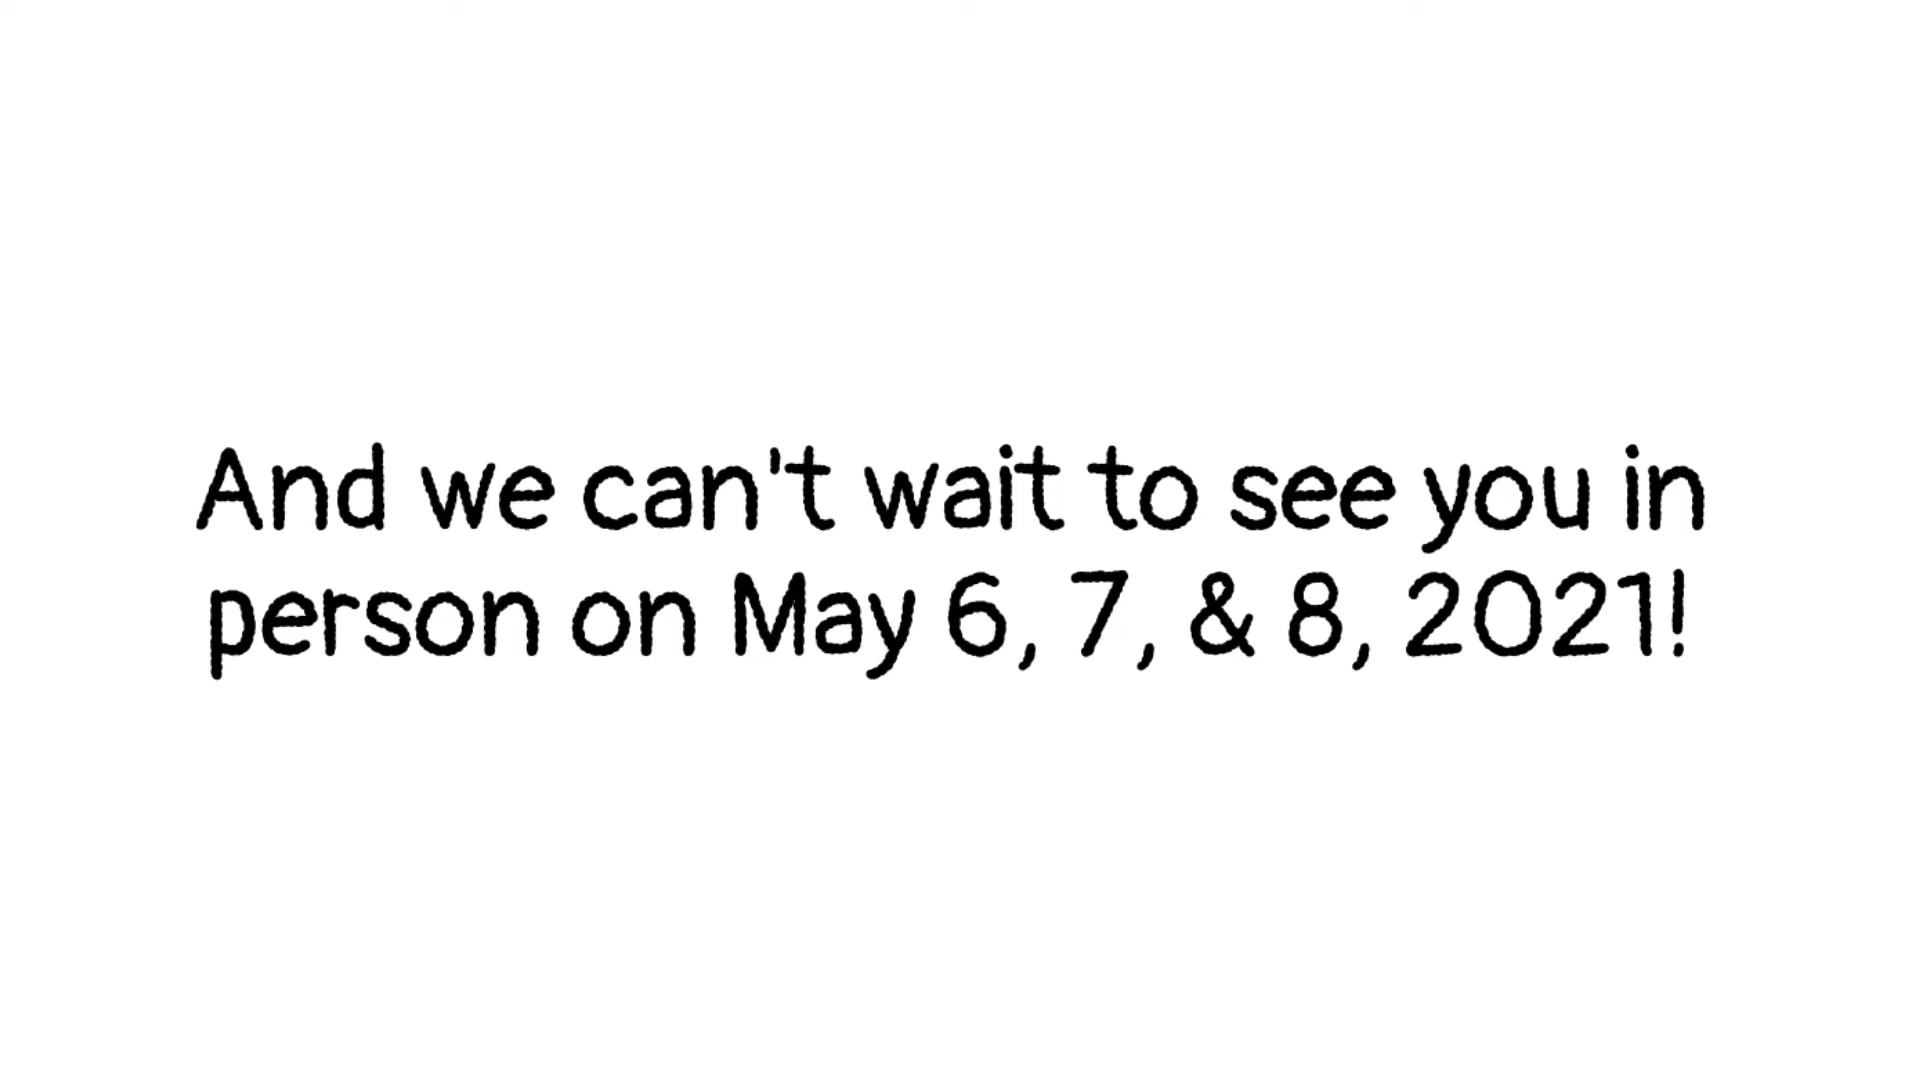 And we can't wait to see you in
person on May 6, 7, & 8, 2021!